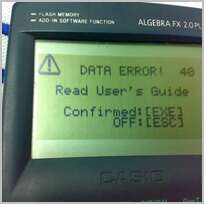 FLASH MEMORY
ADD-IN SOFTWARE FUNCTION
ALGEBRA FX 2.0 PL
DATA ERROR! 40
Read User's Guide
Confirmed:[EXE]
OFF:[ESC]
CASIO